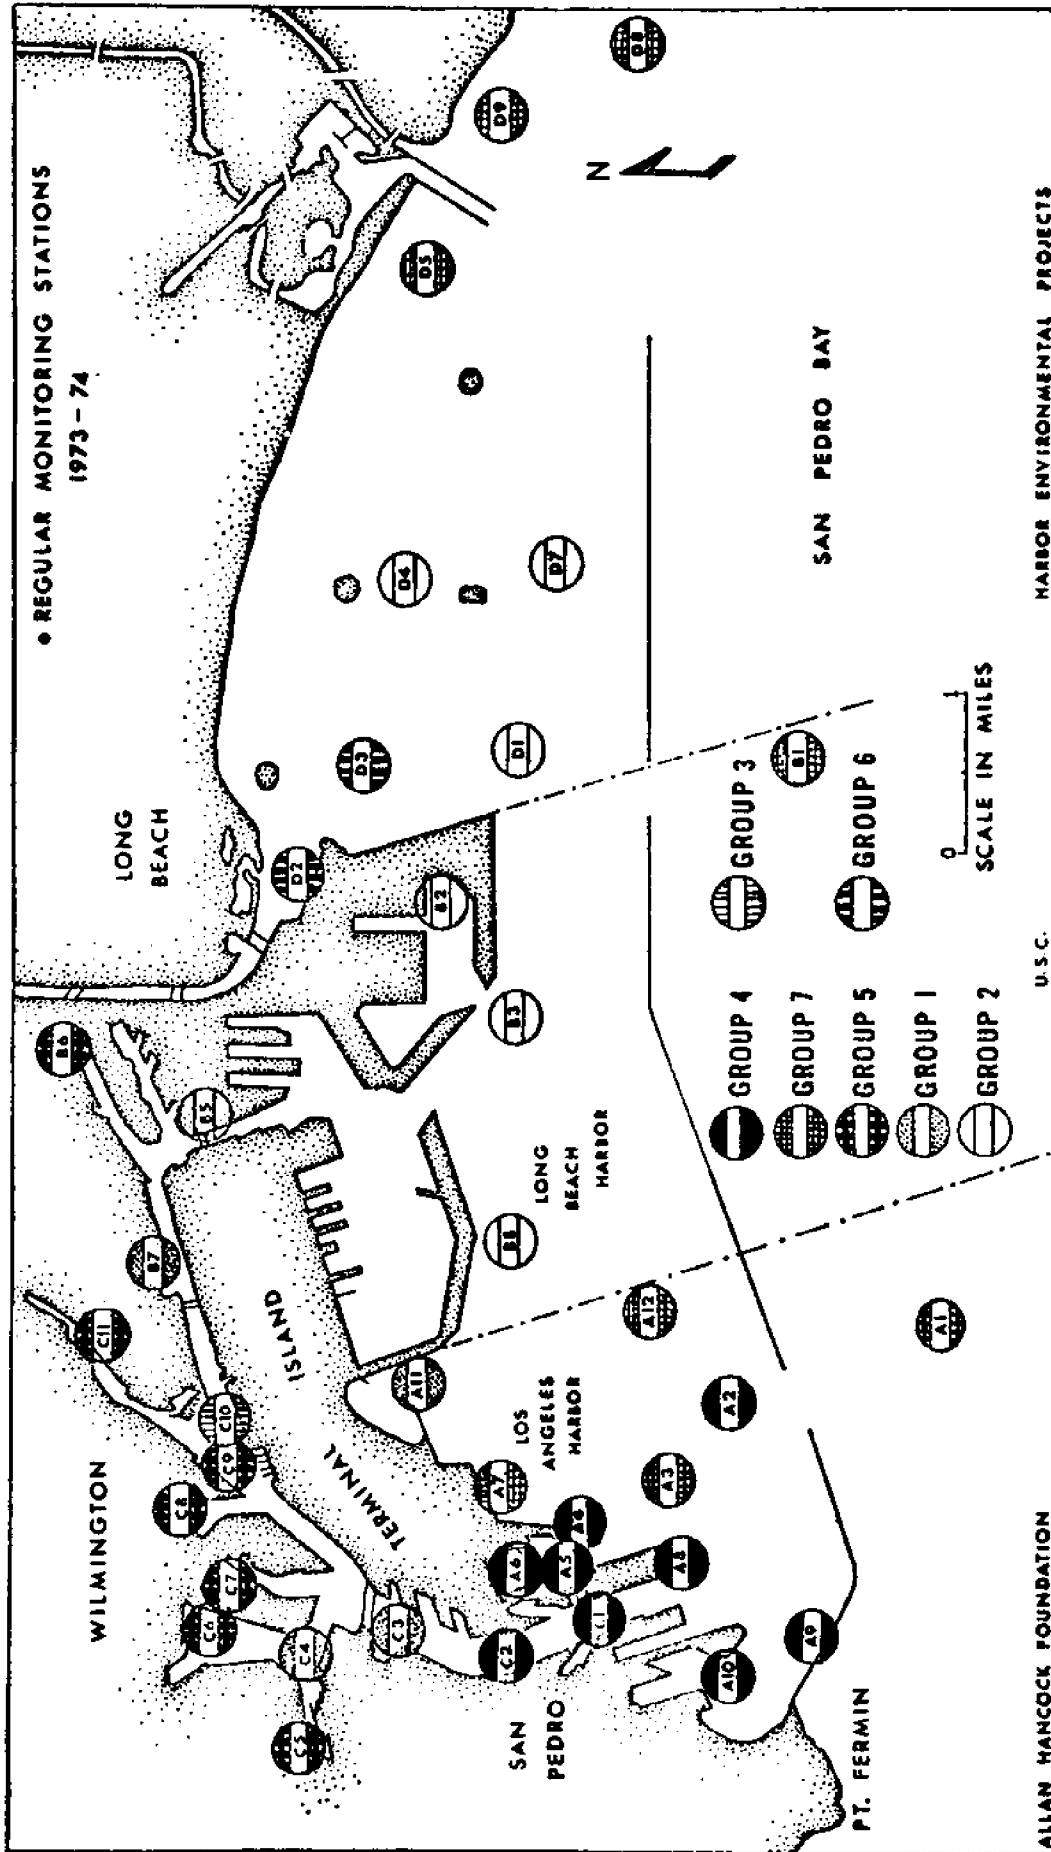 ● REGULAR MONITORING STATIONS
1973 – 74
WILMINGTON
LONG
BEACH
TERMINAL
ISLAND
SAN
PEDRO
LOS
ANGELES
HARBOR
LONG
BEACH
HARBOR
PT. FERMIN
SAN PEDRO BAY
N
C5
C4
C6
C7
C8
C9
C10
C11
C3
C2
C1
B7
B6
B5
B8
B3
B2
B1
A6
A5
A7
A3
A8
A9
A10
A11
A12
A2
A1
D2
D3
D1
D4
D7
D5
D9
D8
GROUP 4
GROUP 7
GROUP 5
GROUP 1
GROUP 2
GROUP 3
GROUP 6
0 1
SCALE IN MILES
ALLAN HANCOCK FOUNDATION
U.S.C.
HARBOR ENVIRONMENTAL PROJECTS